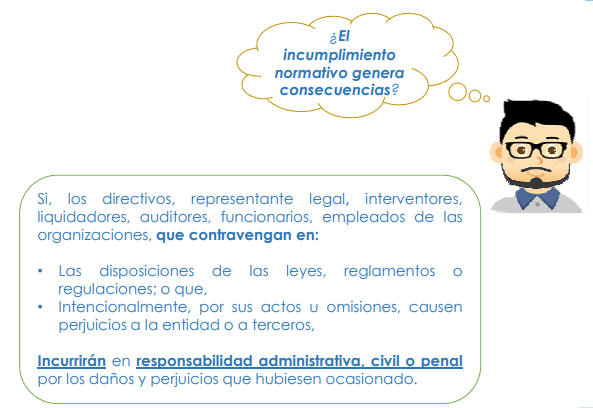 ¿El
incumplimiento
normativo genera
consecuencias?
Si, los directivos, representante legal, interventores,
liquidadores, auditores, funcionarios, empleados de las
organizaciones, que contravengan en:
• Las disposiciones de las leyes, reglamentos o
regulaciones; o que,
• Intencionalmente, por sus actos u omisiones, causen
perjuicios a la entidad o a terceros,
Incurrirán en responsabilidad administrativa, civil o penal
por los daños y perjuicios que hubiesen ocasionado.